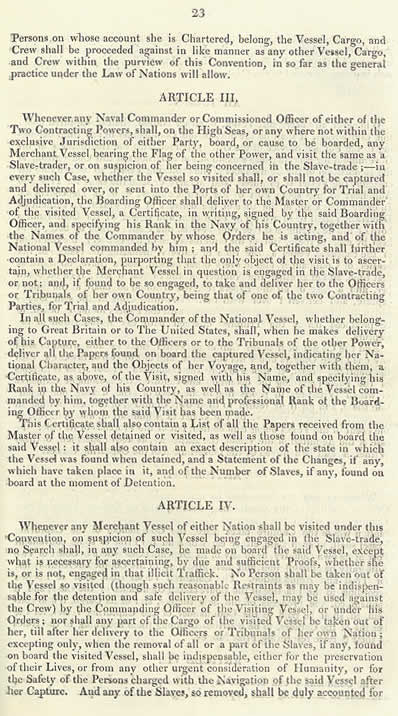 23
Persons on whose account she is Chartered, belong, the Vessel, Cargo, and
Crew shall be proceeded against in like manner as any other Vessel, Cargo,
and Crew within the purview of this Convention, in so far as the general
practice under the Law of Nations will allow.
ARTICLE III.
Whenever any Naval Commander or Commissioned Officer of either of the
Two Contracting Powers, shall, on the High Seas, or any where not within the
exclusive Jurisdiction of either Party, board, or cause to be boarded, any
Merchant Vessel bearing the Flag of the other Power, and visit the same as a
Slave-trader, or on suspicion of her being concerned in the Slave-trade;—in
every such Case, whether the Vessel so visited shall, or shall not be captured
and delivered over, or sent into the Ports of her own Country for Trial and
Adjudication, the Boarding Officer shall deliver to the Master or Commander
of the visited Vessel, a Certificate, in writing, signed by the said Boarding
Officer, and specifying his Rank in the Navy of his Country, together with
the Names of the Commander by whose Orders he is acting, and of the
National Vessel commanded by him; and the said Certificate shall further
contain a Declaration, purporting that the only object of the visit is to ascer-
tain, whether the Merchant Vessel in question is engaged in the Slave-trade,
or not; and, if found to be so engaged, to take and deliver her to the Officers
or Tribunals of her own Country, being that of one of the two Contracting
Parties, for Trial and Adjudication.
In all such Cases, the Commander of the National Vessel, whether belong-
ing to Great Britain or to The United States, shall, when he makes delivery
of his Capture, either to the Officers or to the Tribunals of the other Power,
deliver all the Papers found on board the captured Vessel, indicating her Na-
tional Character, and the Objects of her Voyage, and, together with them, a
Certificate, as above, of the Visit, signed with his Name, and specifying his
Rank in the Navy of his Country, as well as the Name of the Vessel com-
manded by him, together with the Name and professional Rank of the Board-
ing Officer by whom the said Visit has been made.
This Certificate shall also contain a List of all the Papers received from the
Master of the Vessel detained or visited, as well as those found on board the
said Vessel: it shall also contain an exact description of the state in which
the Vessel was found when detained, and a Statement of the Changes, if any,
which have taken place in it, and of the Number of Slaves, if any, found on
board at the moment of Detention.
ARTICLE IV.
Whenever any Merchant Vessel of either Nation shall be visited under this
Convention, on suspicion of such Vessel being engaged in the Slave-trade,
no Search shall, in any such Case, be made on board the said Vessel, except
what is necessary for ascertaining, by due and sufficient Proofs, whether she
is, or is not, engaged in that illicit Traffick. No Person shall be taken out of
the Vessel so visited (though such reasonable Restraints as may be indispen-
sable for the detention and safe delivery of the Vessel, may be used against
the Crew) by the Commanding Officer of the Visiting Vessel, or under his
Orders; nor shall any part of the Cargo of the visited Vessel be taken out of
her, till after her delivery to the Officers or Tribunals of her own Nation;
excepting only, when the removal of all or a part of the Slaves, if any, found
on board the visited Vessel, shall be indispensable, either for the preservation
of their Lives, or from any other urgent consideration of Humanity, or for
the Safety of the Persons charged with the Navigation of the said Vessel after
her Capture. And any of the Slaves, so removed, shall be duly accounted for